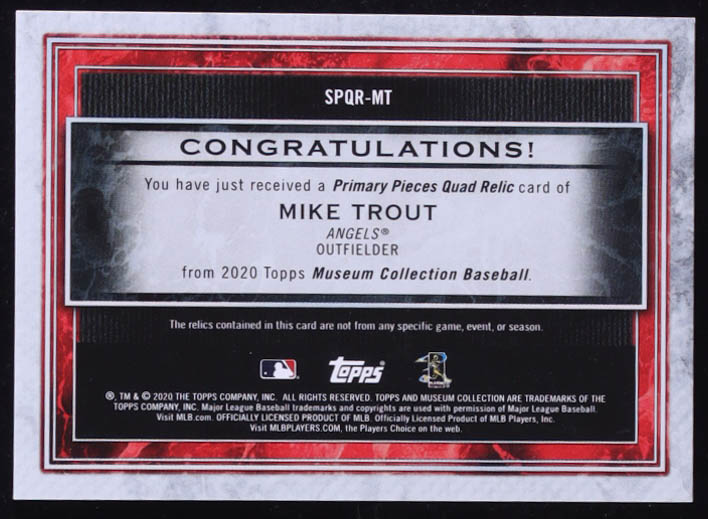 SPQR-MT
CONGRATULATIONS!
You have just received a Primary Pieces Quad Relic card of
MIKE TROUT
ANGELS®
OUTFIELDER
from 2020 Topps Museum Collection Baseball.
The relics contained in this card are not from any specific game, event, or season.
Topps
®, TM & © 2020 THE TOPPS COMPANY, INC. ALL RIGHTS RESERVED. TOPPS AND MUSEUM COLLECTION ARE TRADEMARKS OF THE
TOPPS COMPANY, INC. Major League Baseball trademarks and copyrights are used with permission of Major League Baseball.
Visit MLB.com. OFFICIALLY LICENSED PRODUCT OF MLB. Officially Licensed Product of MLB Players, Inc.
Visit MLBPLAYERS.COM, the Players Choice on the web.